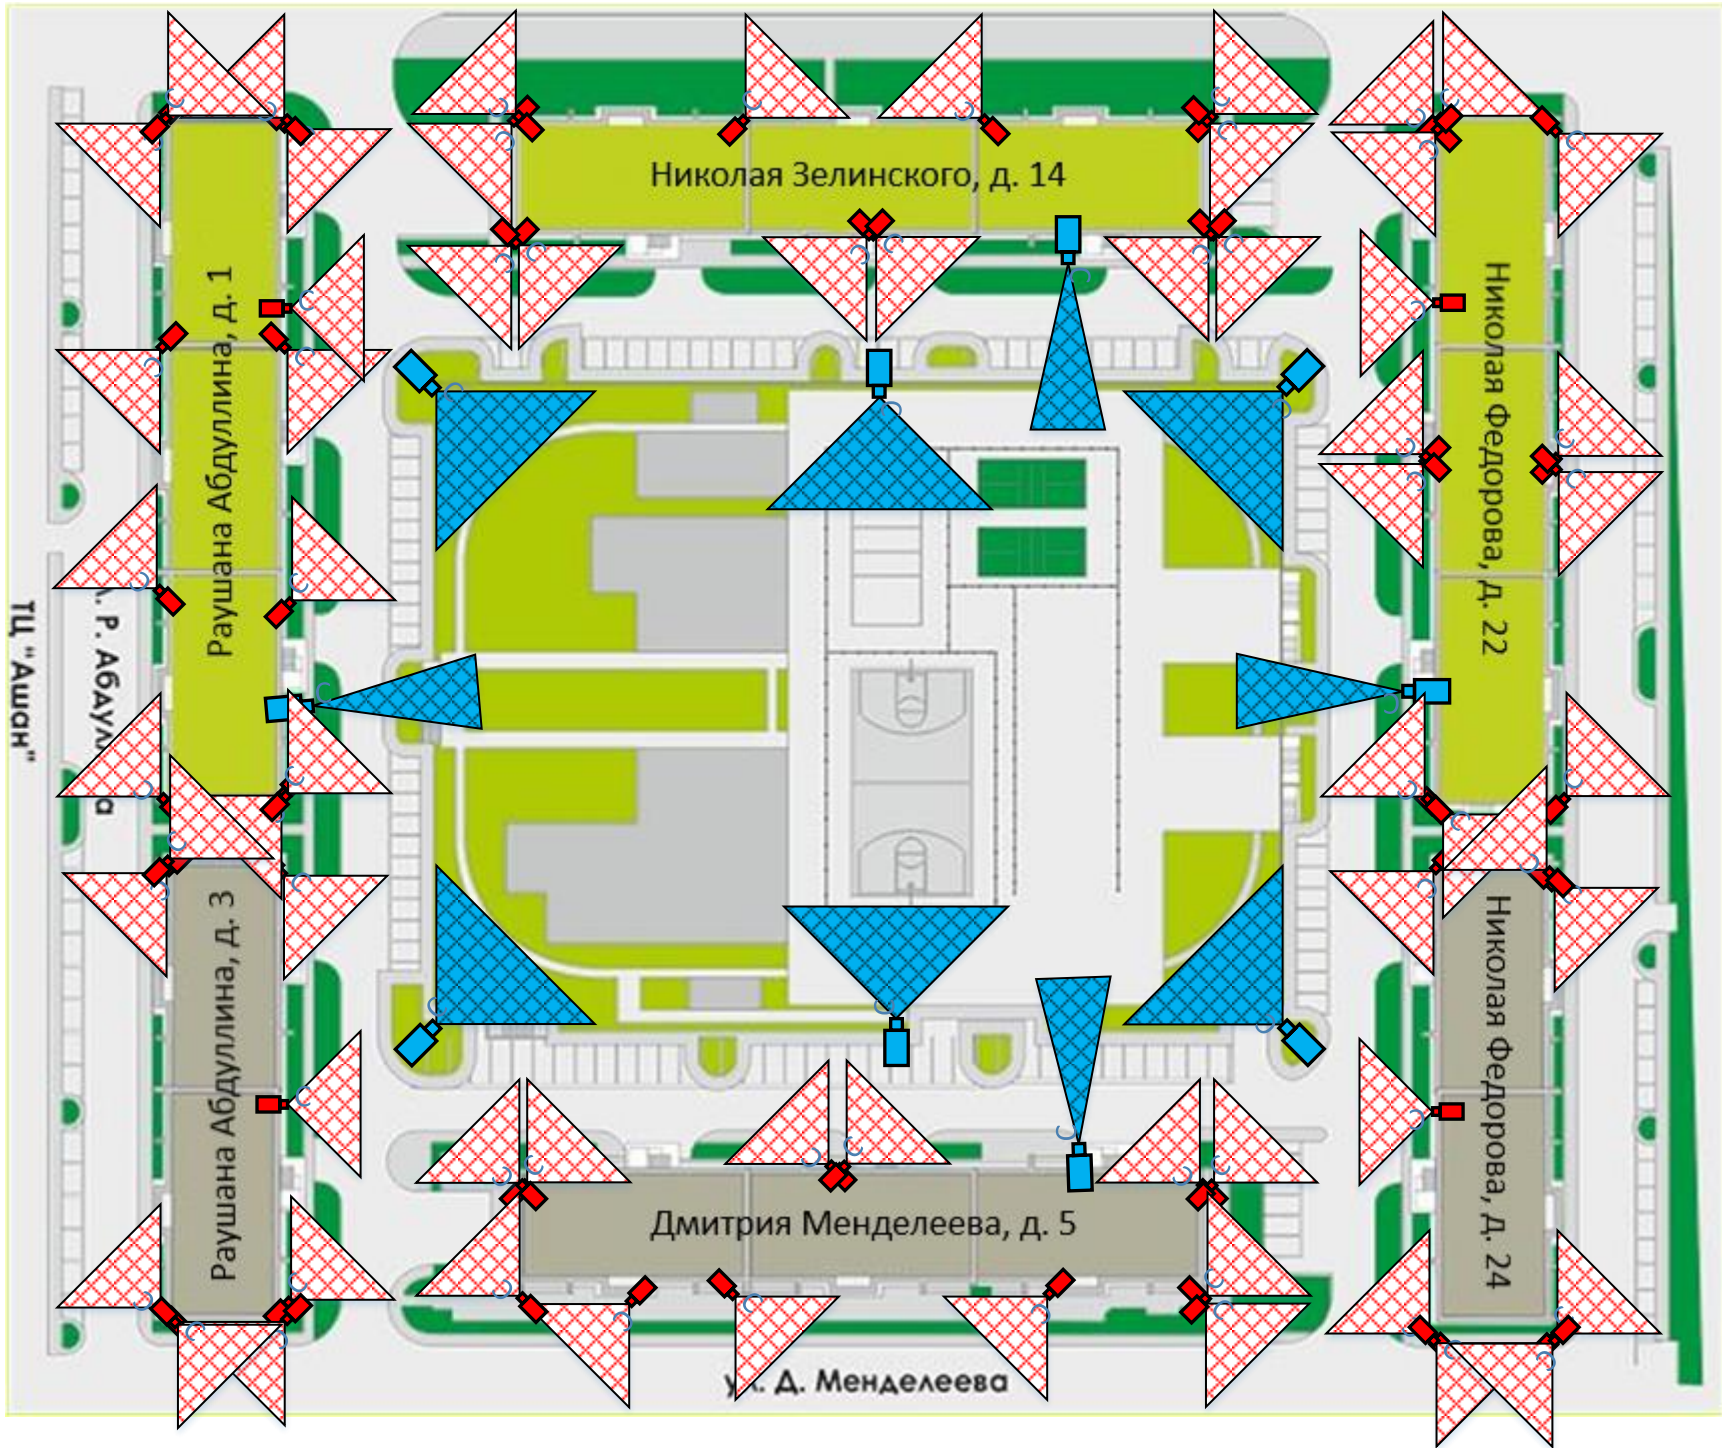 Николая Зелинского, д. 14
Раушана Абдуллина, д. 1
Николая Федорова, д. 22
ТЦ "Ашан"
Р. Абдул
Раушана Абдуллина, д. 3
Николая Федорова, д. 24
Дмитрия Менделеева, д. 5
Д. Менделеева